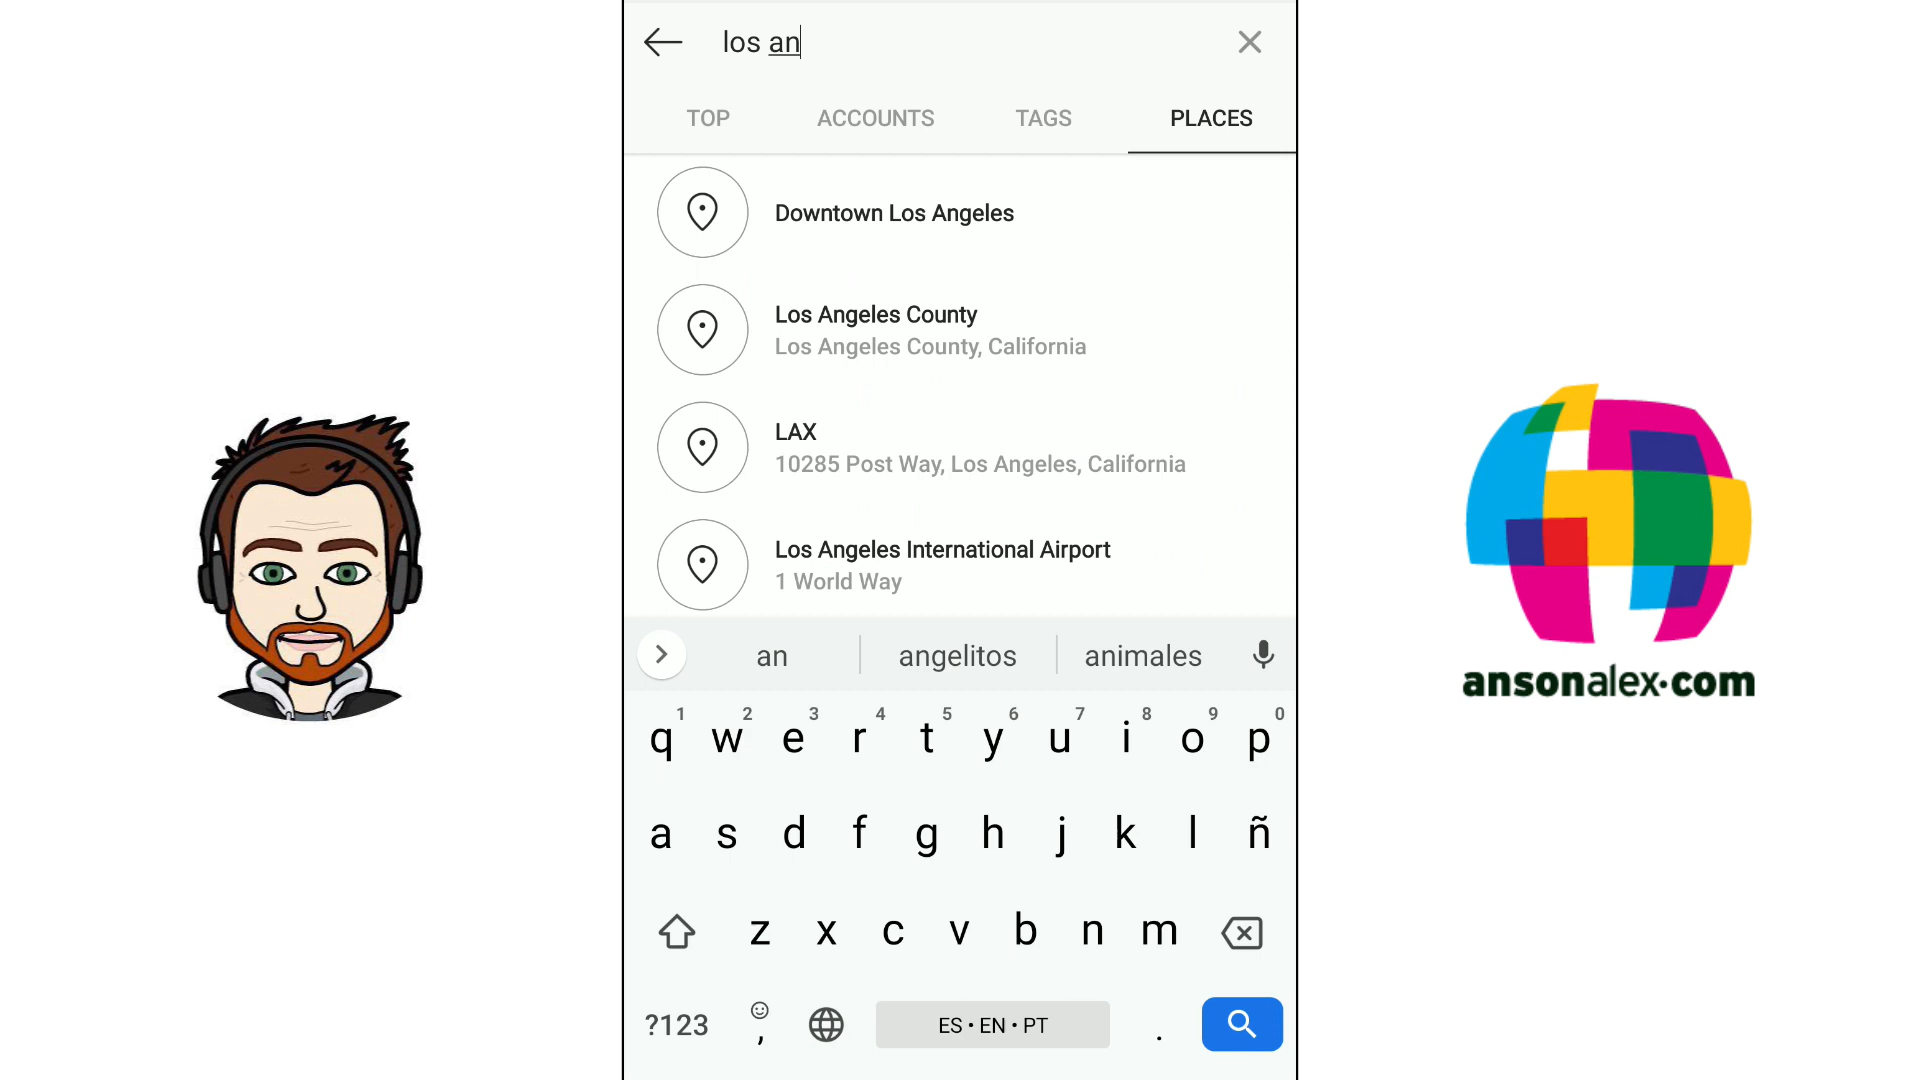 los an
TOP ACCOUNTS TAGS PLACES
Downtown Los Angeles
Los Angeles County
Los Angeles County, California
LAX
10285 Post Way, Los Angeles, California
Los Angeles International Airport
1 World Way
an angelitos animales
1 2 3 4 5 6 7 8 9 0
q w e r t y u i o p
a s d f g h j k l ñ
z x c v b n m
?123 , ES • EN • PT .
ansonalex.com